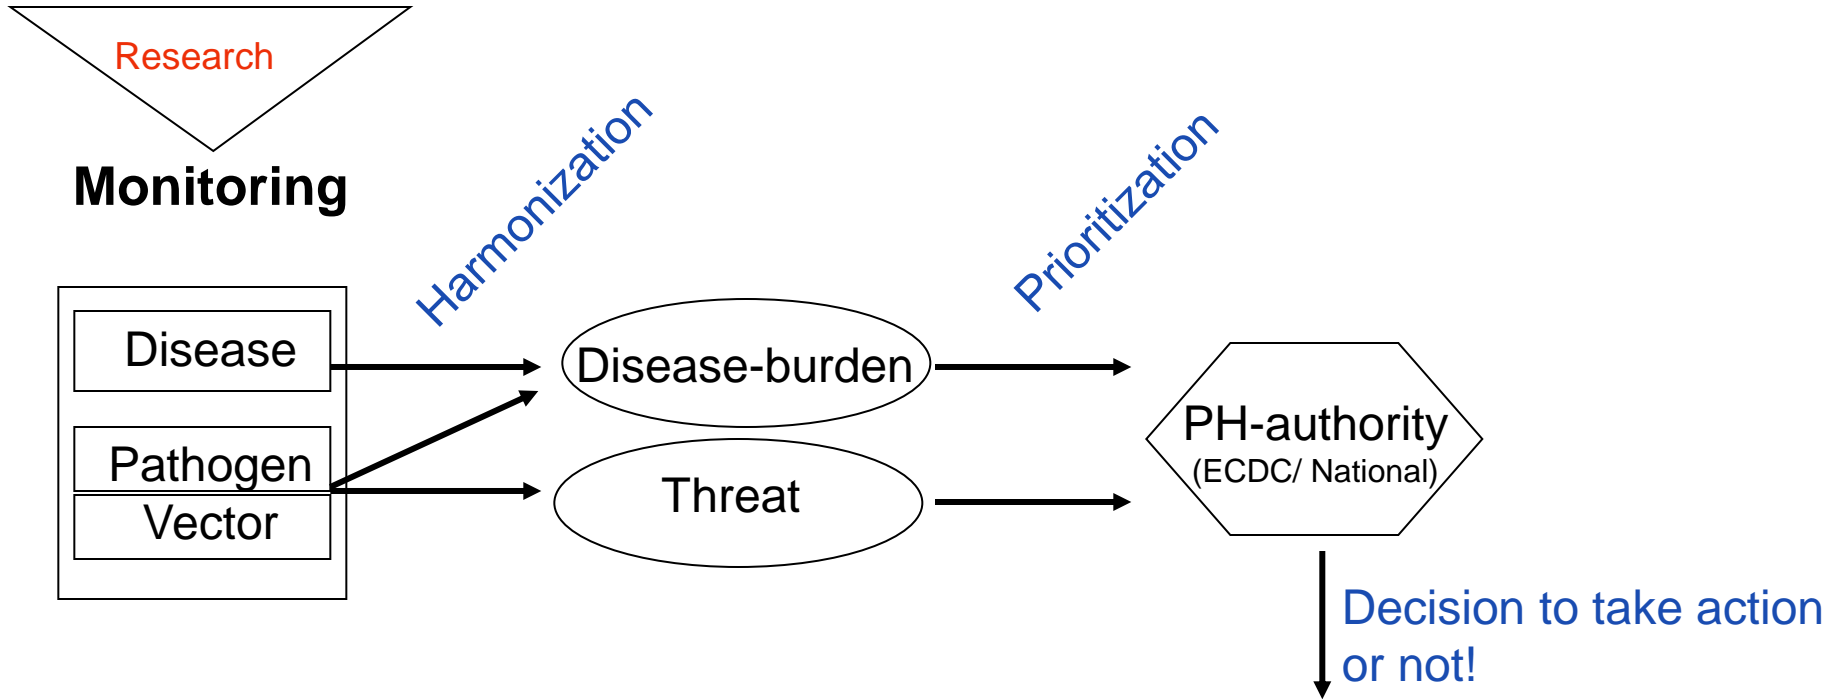 Research
Monitoring
Harmonization
Prioritization
Disease
Pathogen
Vector
Disease-burden
Threat
PH-authority
(ECDC/ National)
Decision to take action
or not!